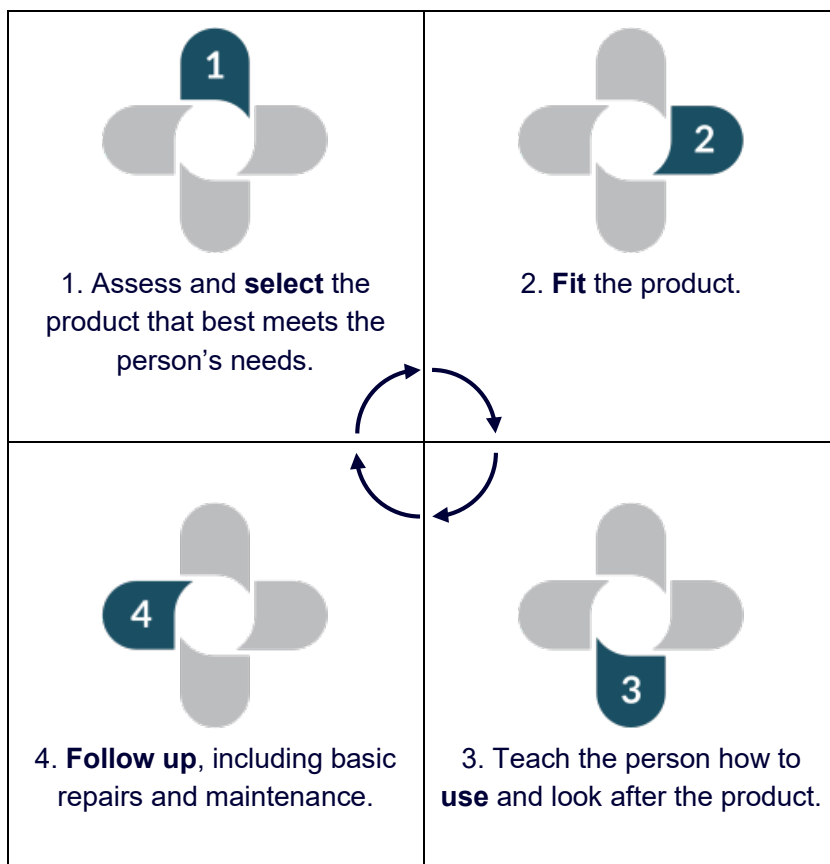 1
1. Assess and select the
product that best meets the
person's needs.
2
2. Fit the product.
3
3. Teach the person how to
use and look after the product.
4
4. Follow up, including basic
repairs and maintenance.